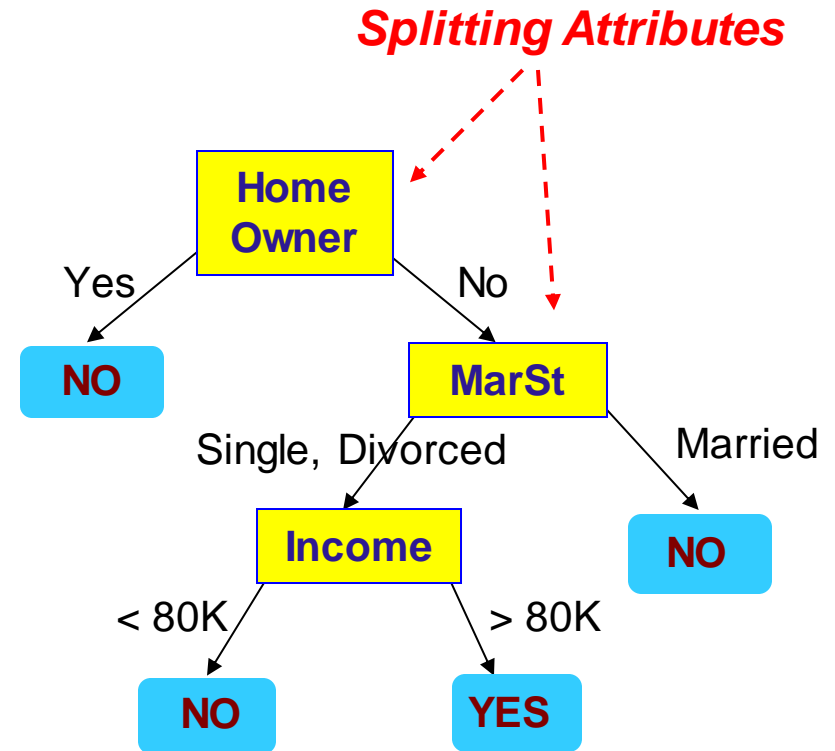 Splitting Attributes
Home
Owner
Yes
No
NO
MarSt
Single, Divorced
Married
Income
NO
< 80K
> 80K
NO
YES